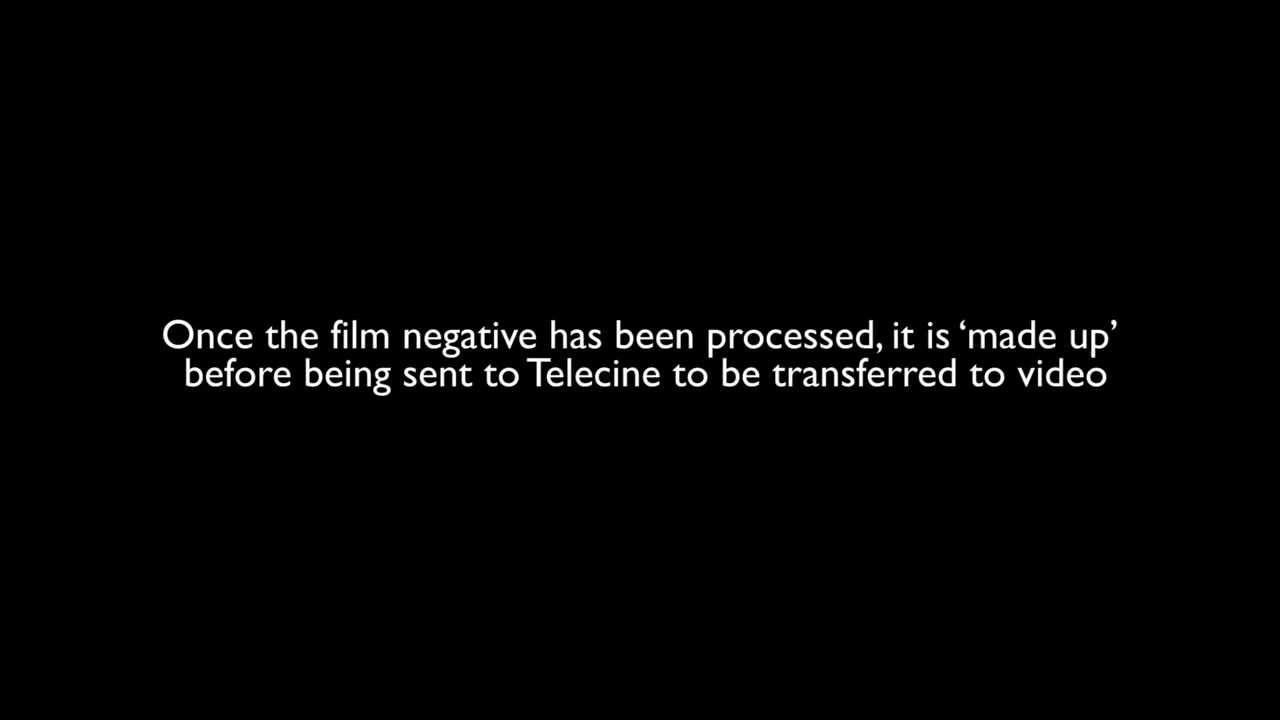 Once the film negative has been processed, it is ‘made up’
before being sent to Telecine to be transferred to video